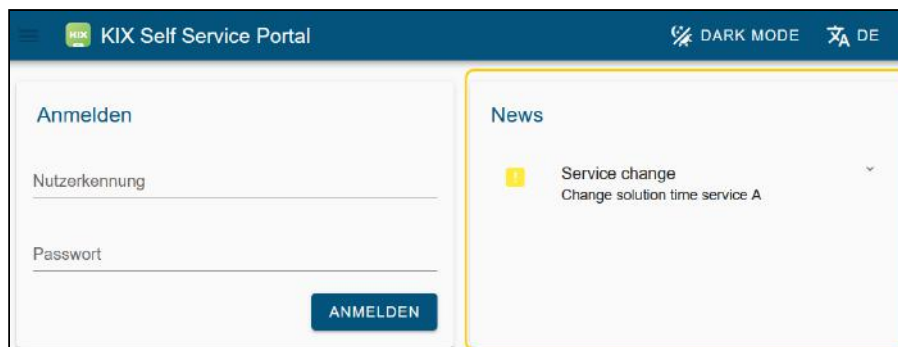 KIX KIX Self Service Portal DARK MODE DE
Anmelden
Nutzerkennung
Passwort
ANMELDEN
News
Service change
Change solution time service A